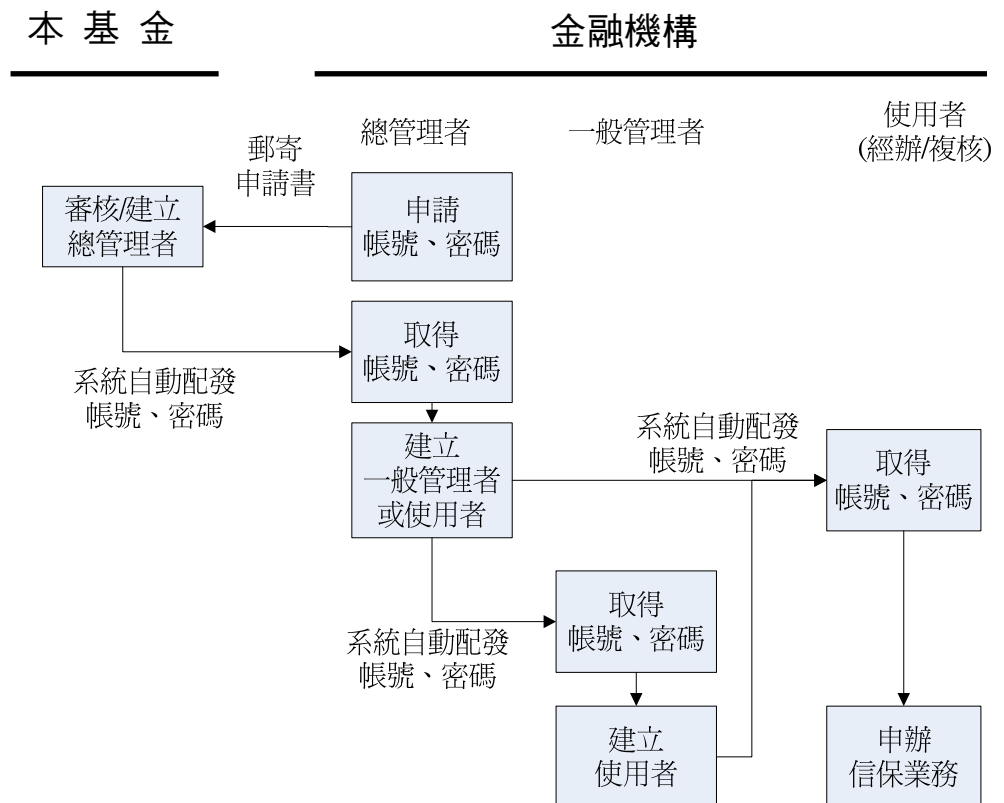 本 基 金
金融機構
總管理者
一般管理者
使用者
(經辦/複核)
郵寄
申請書
審核/建立
總管理者
申請
帳號、密碼
取得
帳號、密碼
系統自動配發
帳號、密碼
建立
一般管理者
或使用者
系統自動配發
帳號、密碼
取得
帳號、密碼
系統自動配發
帳號、密碼
取得
帳號、密碼
建立
使用者
申辦
信保業務